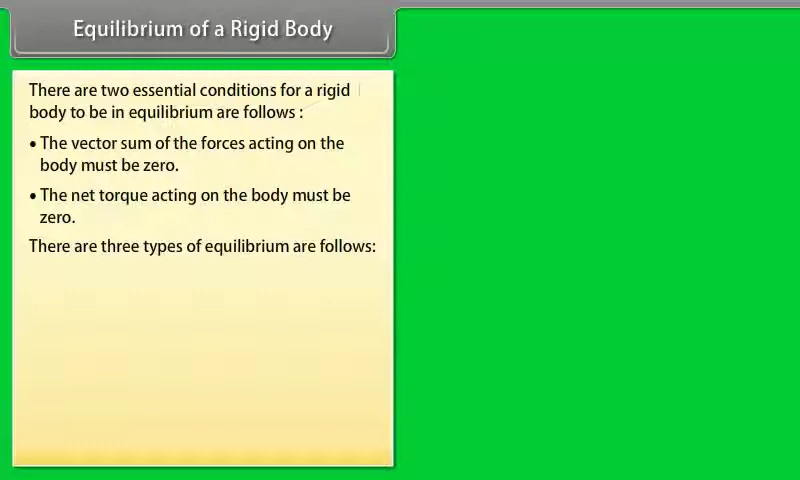 Equilibrium of a Rigid Body
There are two essential conditions for a rigid
body to be in equilibrium are follows :
• The vector sum of the forces acting on the
body must be zero.
• The net torque acting on the body must be
zero.
There are three types of equilibrium are follows: